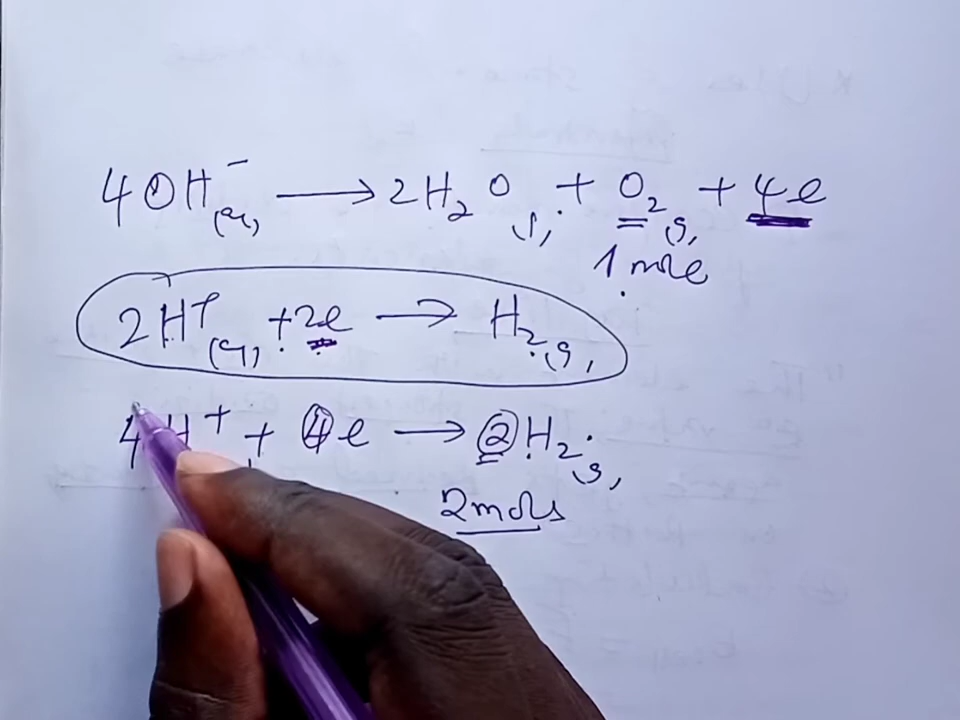 4OH⁻(aq) ⟶ 2H₂O(l) + O₂(g) + 4e
1 mole
2H⁺(aq) + 2e ⟶ H₂(g)
4H⁺ + 4e ⟶ 2H₂(g)
2mols